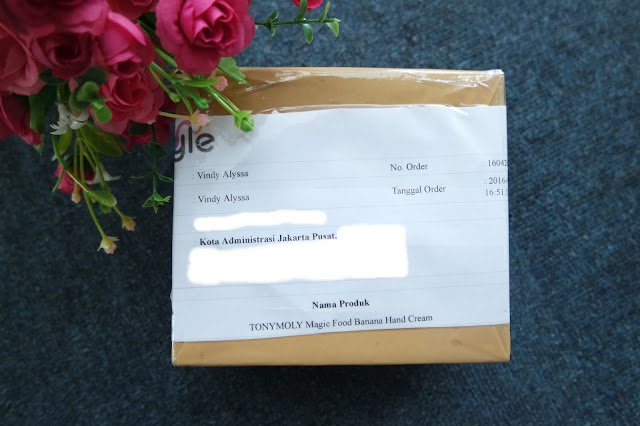 yle
: Vindy Alyssa
No. Order
: 1604
: Vindy Alyssa
Tanggal Order
: 2016-
16:51:
: Kota Administrasi Jakarta Pusat,
Nama Produk
TONYMOLY Magic Food Banana Hand Cream